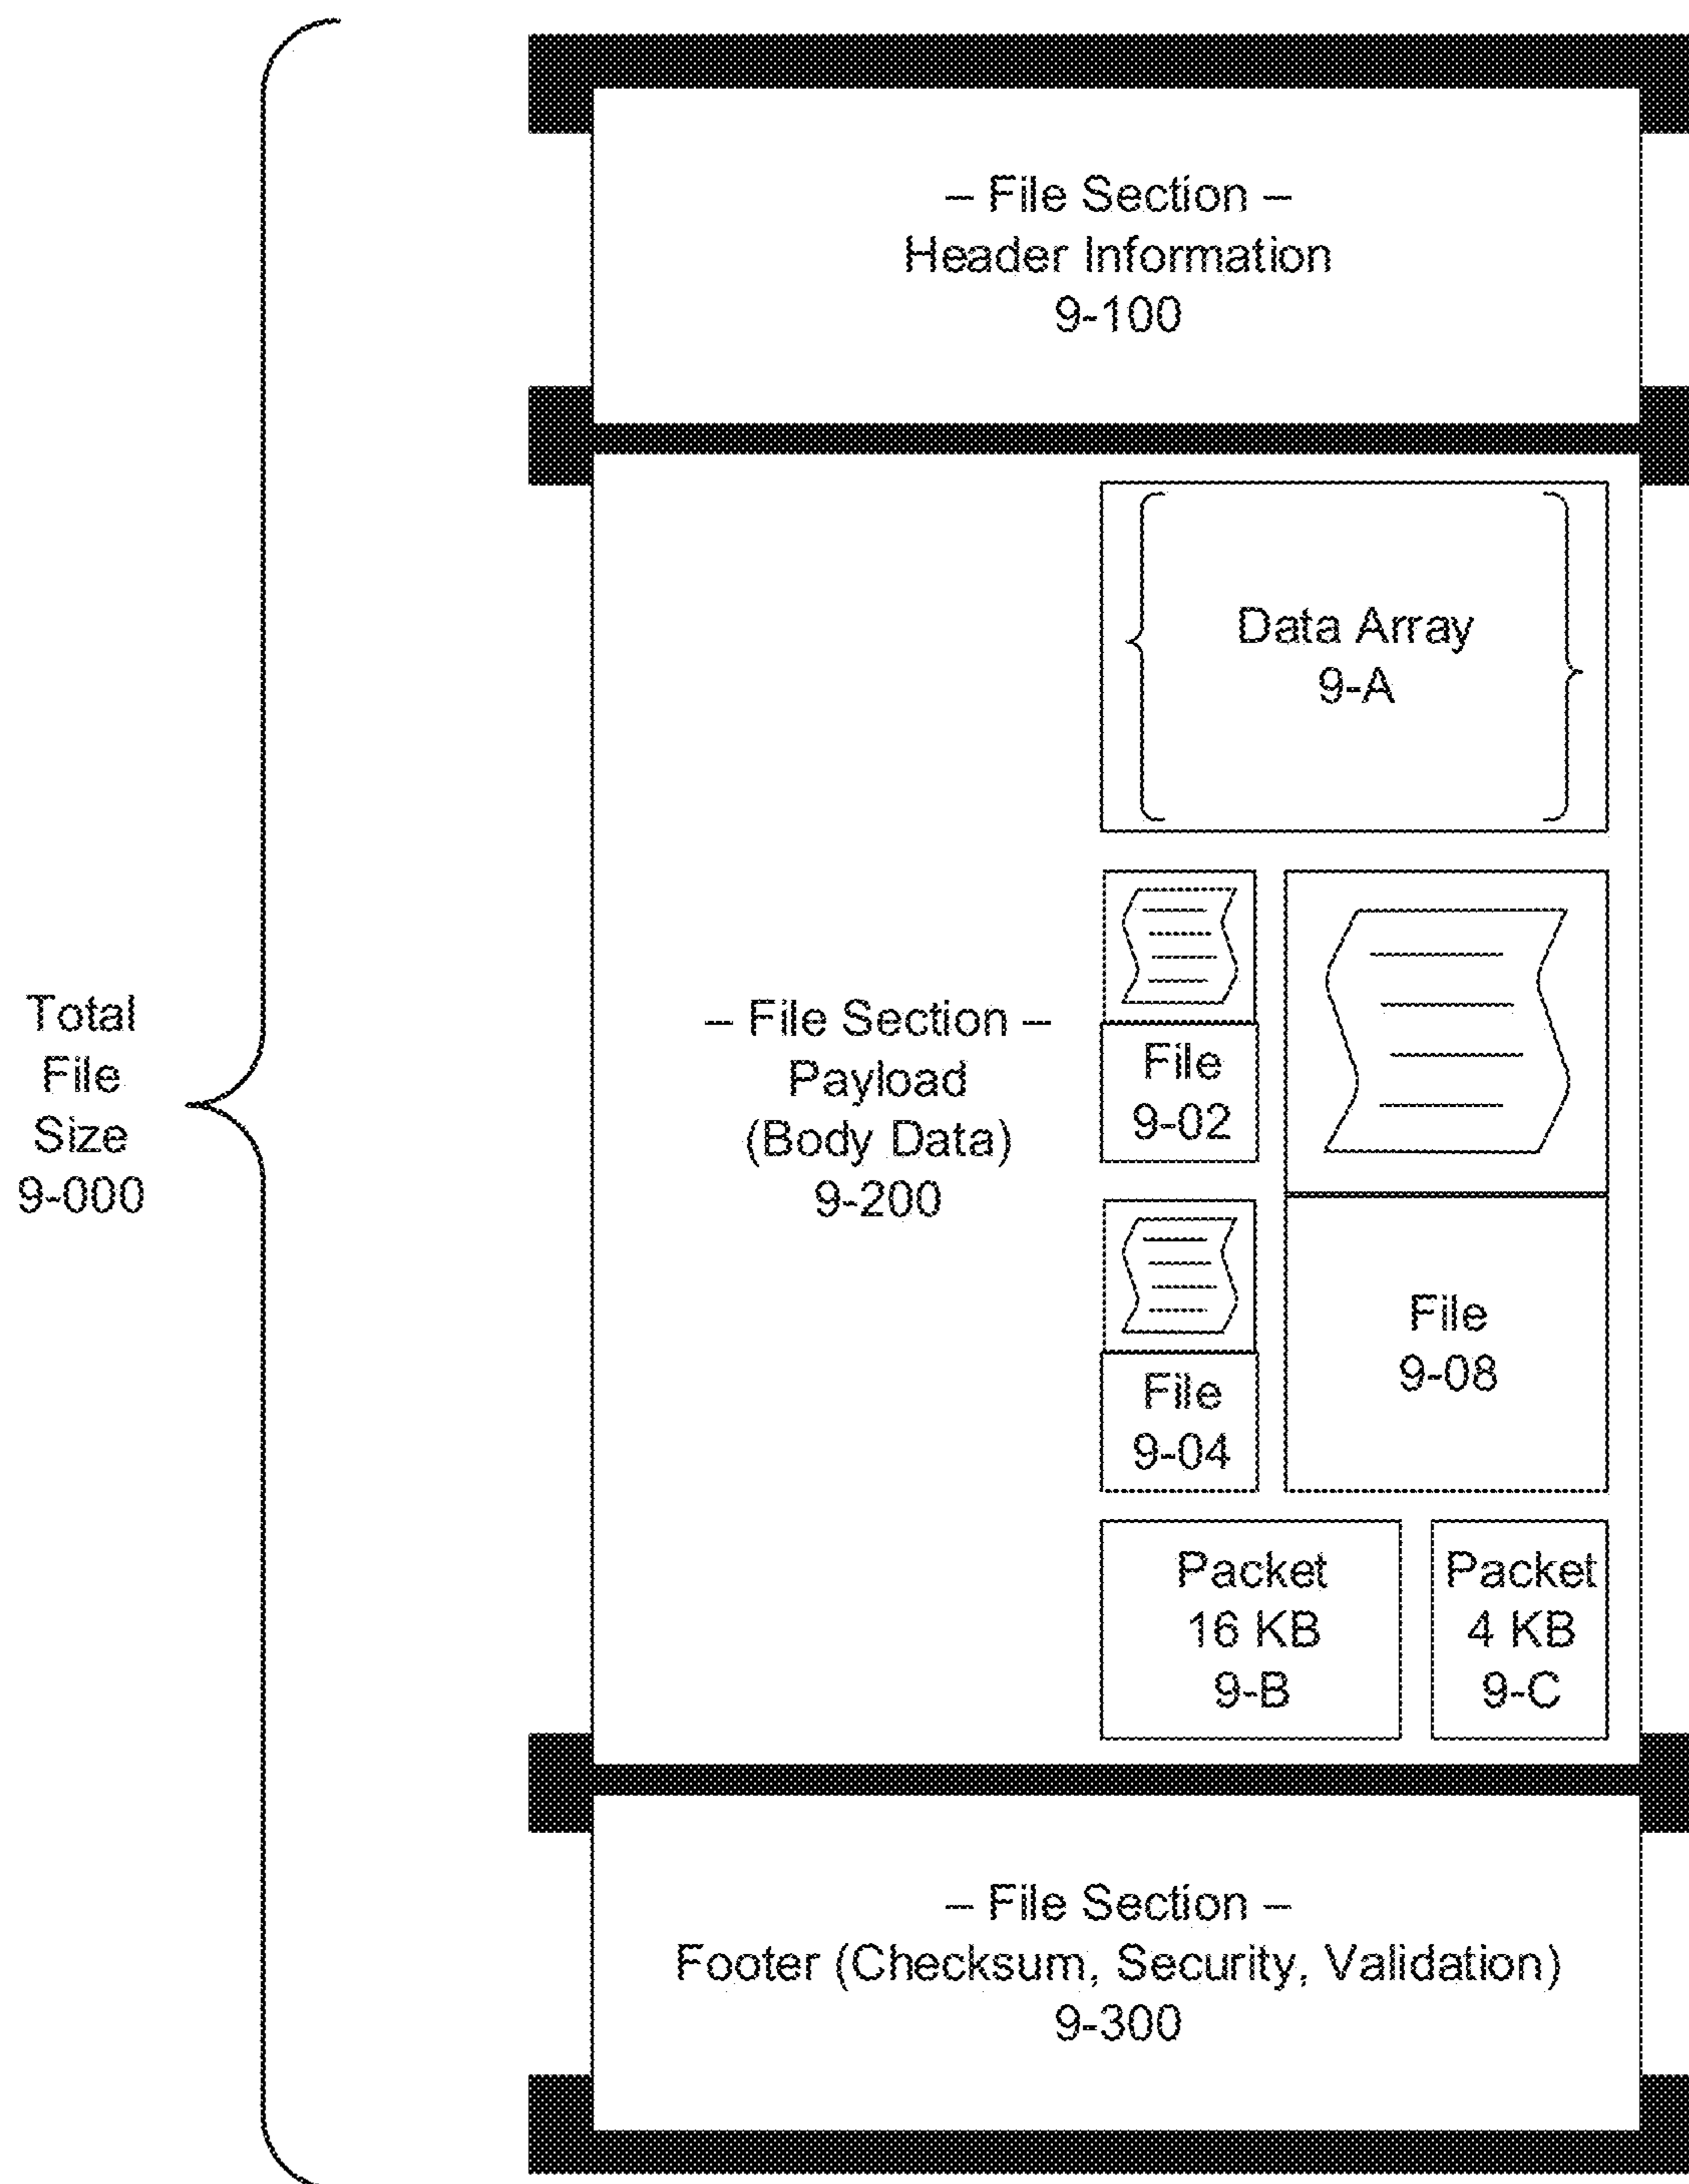 Total
File
Size
9-000
– File Section –
Header Information
9-100
– File Section –
Payload
(Body Data)
9-200
Data Array
9-A
File
9-02
File
9-04
File
9-08
Packet
16 KB
9-B
Packet
4 KB
9-C
– File Section –
Footer (Checksum, Security, Validation)
9-300